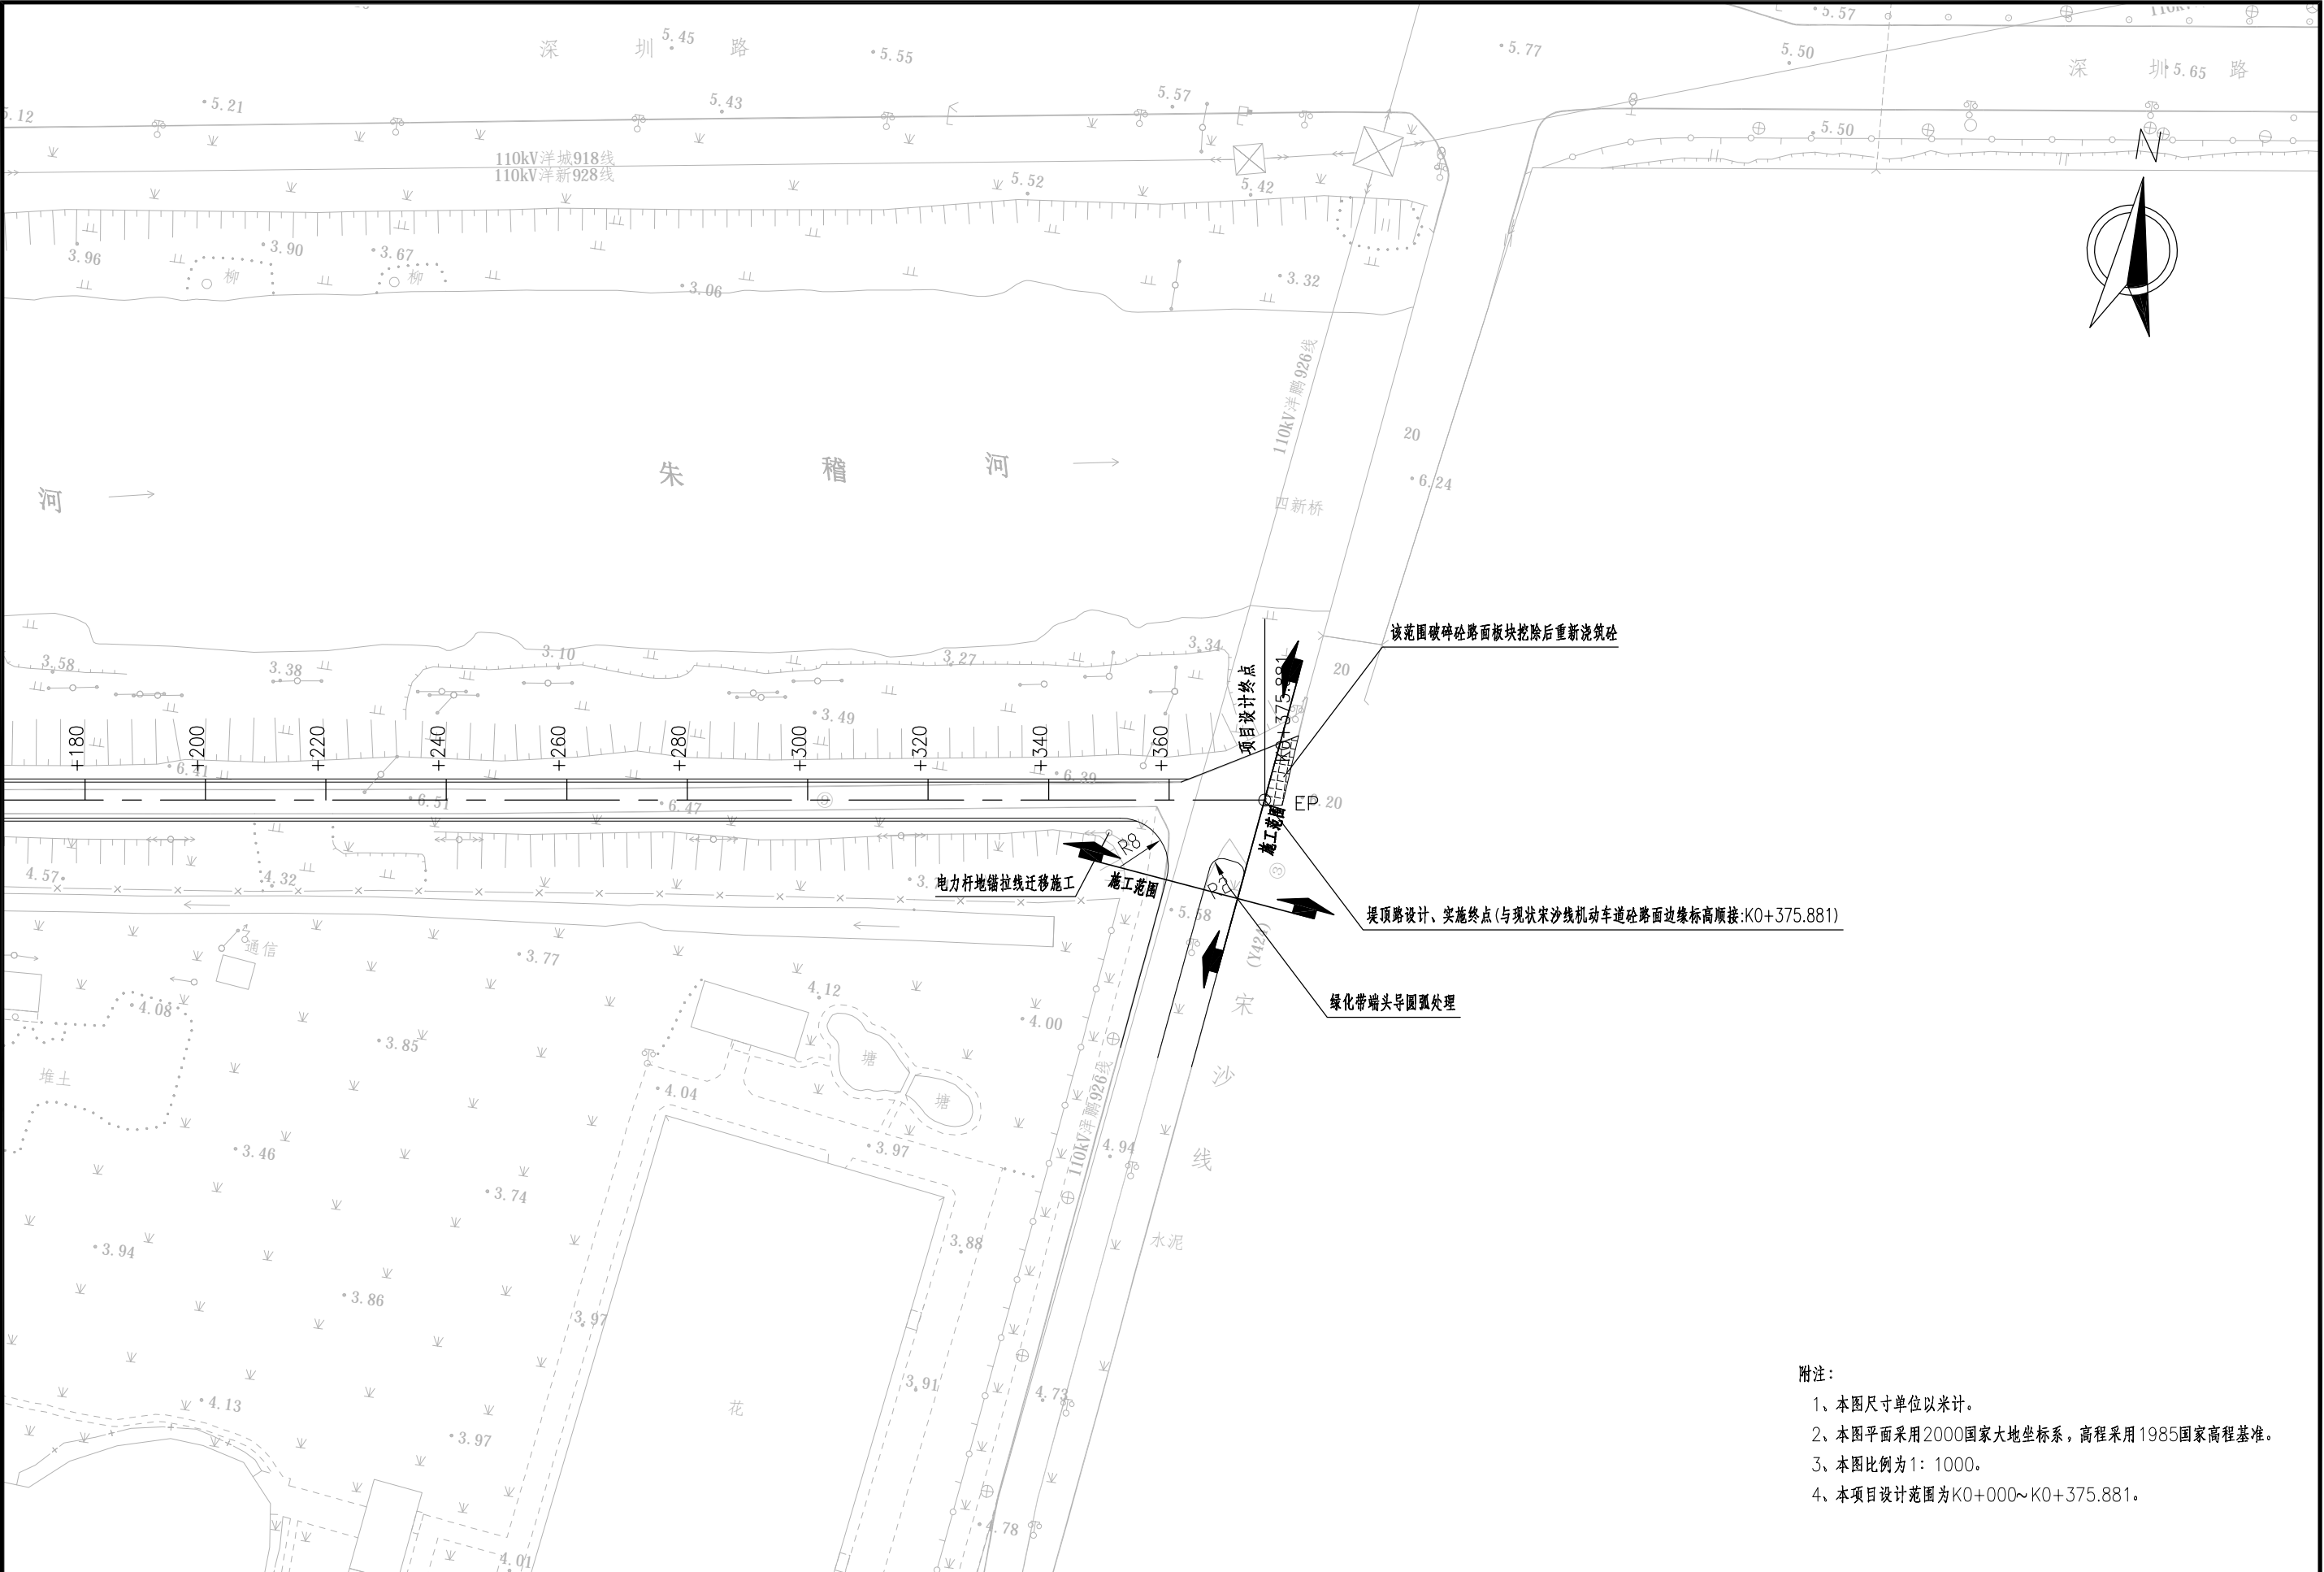 深 圳 路
5.45
5.55
5.77
5.57
5.50
深 圳 路
5.65
5.12
5.21
5.43
5.57
5.50
110kV洋城918线
110kV洋新928线
5.52
5.42
N
3.96
3.90
3.67
柳
柳
3.06
3.32
110kV洋鹏926线
20
6.24
四新桥
河
朱 稽 河
该范围破碎砼路面板块挖除后重新浇筑砼
3.58
3.38
3.10
3.27
3.34
20
项目设计终点
K0+375.881
3.49
+180
+200
+220
+240
+260
+280
+300
+320
+340
+360
6.41
6.39
6.51
6.47
EP
6.20
施工范围
R8
R2
4.57
4.32
电力杆地锚拉线迁移施工
施工范围
5.58
堤顶路设计、实施终点(与现状宋沙线机动车道砼路面边缘标高顺接:K0+375.881)
(Y421)
通信
3.77
4.12
4.00
4.08
3.85
绿化带端头导圆弧处理
宋
沙
线
水泥
堆土
塘
塘
4.04
110kV洋鹏926线
3.46
3.97
4.94
3.74
3.94
3.88
3.86
3.97
3.91
4.73
4.13
花
3.97
4.78
4.01
附注：
1、本图尺寸单位以米计。
2、本图平面采用2000国家大地坐标系，高程采用1985国家高程基准。
3、本图比例为1：1000。
4、本项目设计范围为K0+000~K0+375.881。